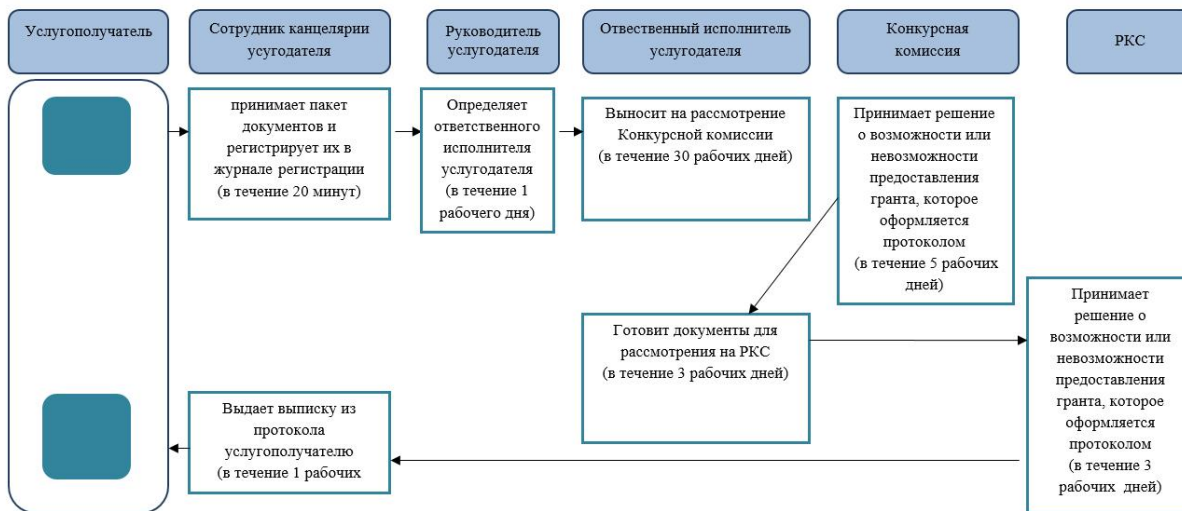 Услугополучатель
Сотрудник канцелярии
усугодателя
Руководитель
услугодателя
Отвественный исполнитель
услугодателя
Конкурсная
комиссия
РКС
принимает пакет
документов и
регистрирует их в
журнале регистрации
(в течение 20 минут)
Определяет
ответственного
исполнителя
услугодателя
(в течение 1
рабочего дня)
Выносит на рассмотрение
Конкурсной комиссии
(в течение 30 рабочих дней)
Принимает решение
о возможности или
невозможности
предоставления
гранта, которое
оформляется
протоколом
(в течение 5 рабочих
дней)
Готовит документы для
рассмотрения на РКС
(в течение 3 рабочих дней)
Принимает
решение о
возможности или
невозможности
предоставления
гранта, которое
оформляется
протоколом
(в течение 3
рабочих дней)
Выдает выписку из
протокола
услугополучателю
(в течение 1 рабочих